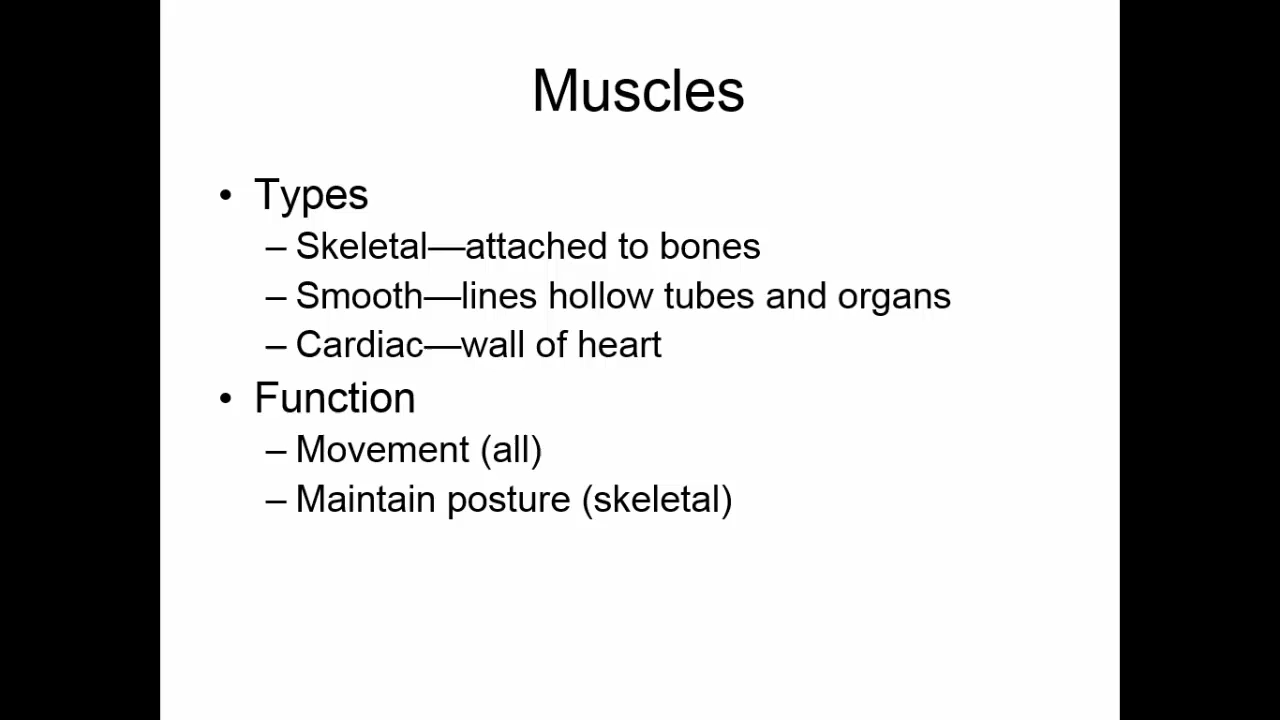 Muscles
• Types
– Skeletal—attached to bones
– Smooth—lines hollow tubes and organs
– Cardiac—wall of heart
• Function
– Movement (all)
– Maintain posture (skeletal)